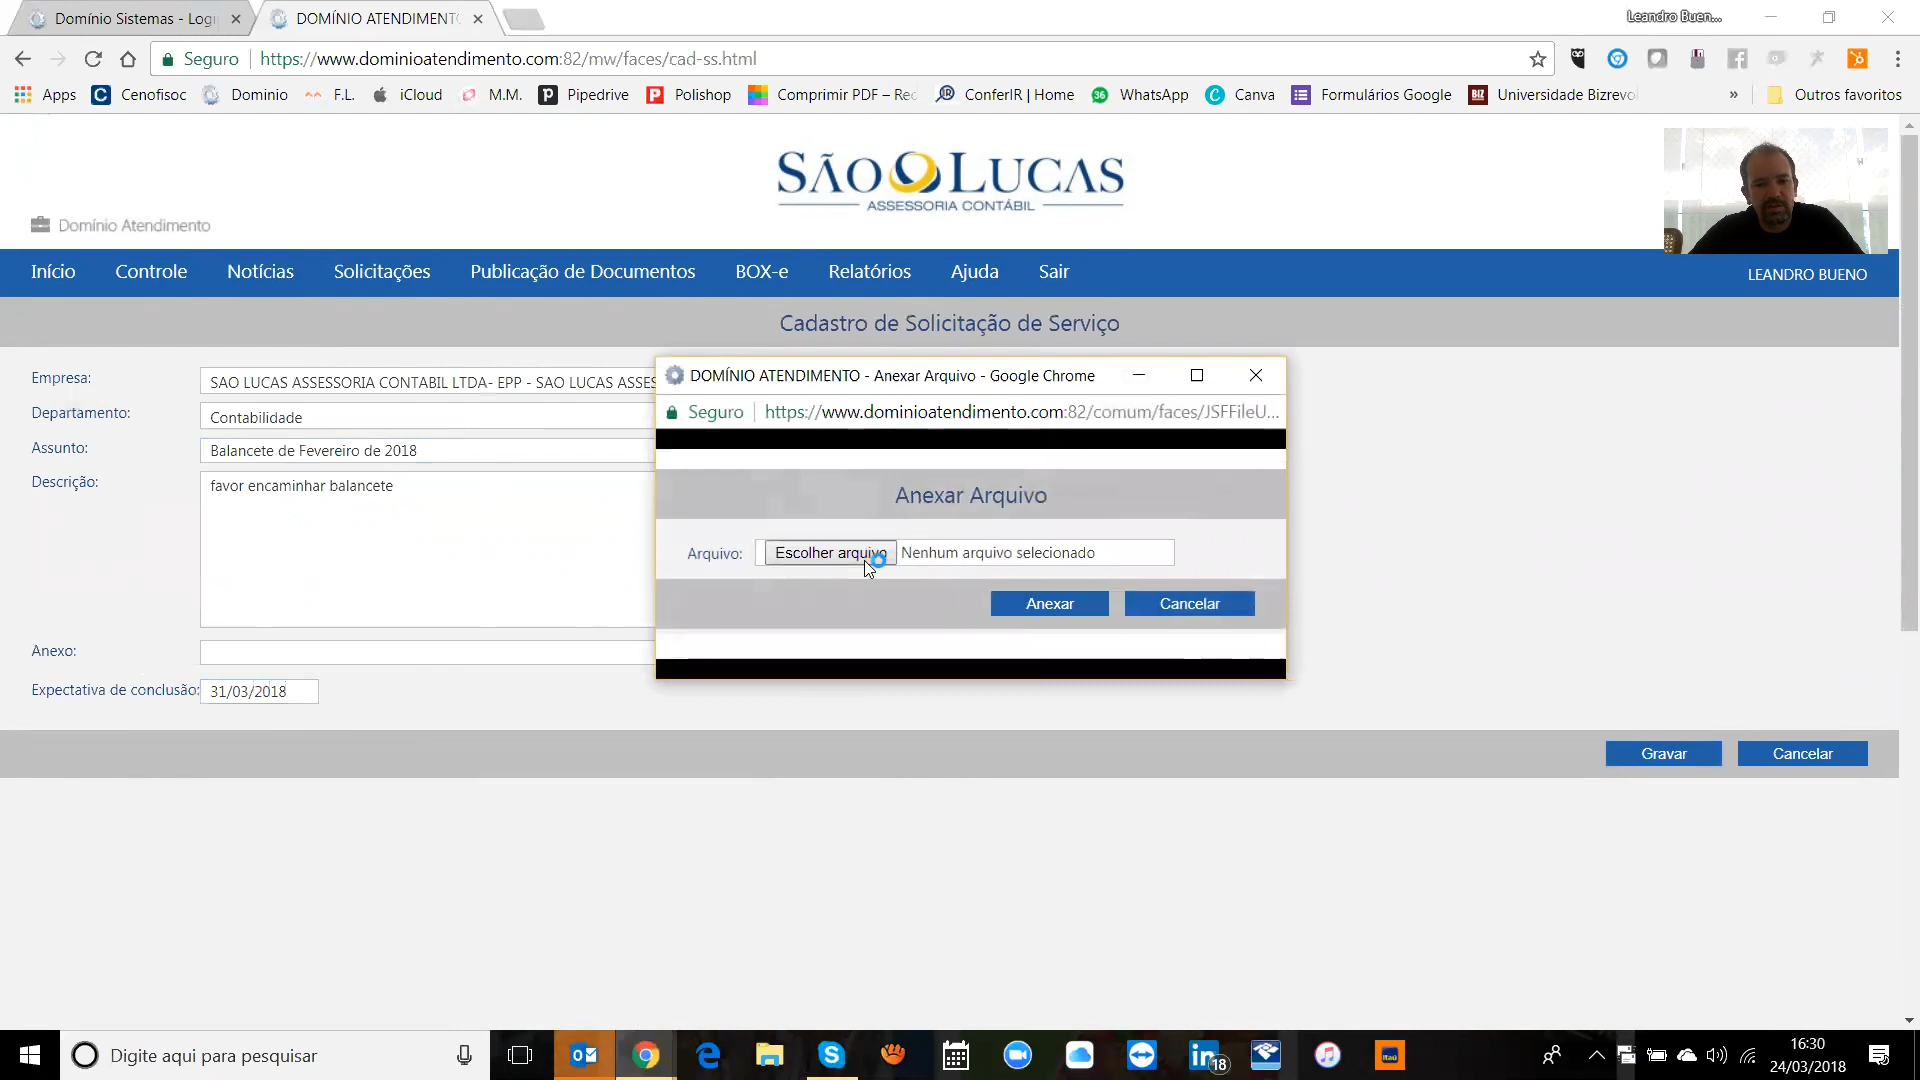 Domínio Sistemas - Logi
DOMÍNIO ATENDIMENTO
Leandro Buen...
Seguro
https://www.dominioatendimento.com:82/mw/faces/cad-ss.html
Apps
Cenofisoc
Dominio
F.L.
iCloud
M.M.
Pipedrive
Polishop
Comprimir PDF – Rec
ConferIR | Home
36
WhatsApp
Canva
Formulários Google
BIZ
Universidade Bizrevo
»
Outros favoritos
SÃO LUCAS
ASSESSORIA CONTÁBIL
Domínio Atendimento
Início
Controle
Notícias
Solicitações
Publicação de Documentos
BOX-e
Relatórios
Ajuda
Sair
LEANDRO BUENO
Cadastro de Solicitação de Serviço
Empresa:
SAO LUCAS ASSESSORIA CONTABIL LTDA- EPP - SAO LUCAS ASSES
Departamento:
Contabilidade
Assunto:
Balancete de Fevereiro de 2018
Descrição:
favor encaminhar balancete
Anexo:
Expectativa de conclusão:
31/03/2018
DOMÍNIO ATENDIMENTO - Anexar Arquivo - Google Chrome
Seguro
https://www.dominioatendimento.com:82/comum/faces/JSFFileU...
Anexar Arquivo
Arquivo:
Escolher arquivo
Nenhum arquivo selecionado
Anexar
Cancelar
Gravar
Cancelar
Digite aqui para pesquisar
18
Itaú
16:30
24/03/2018